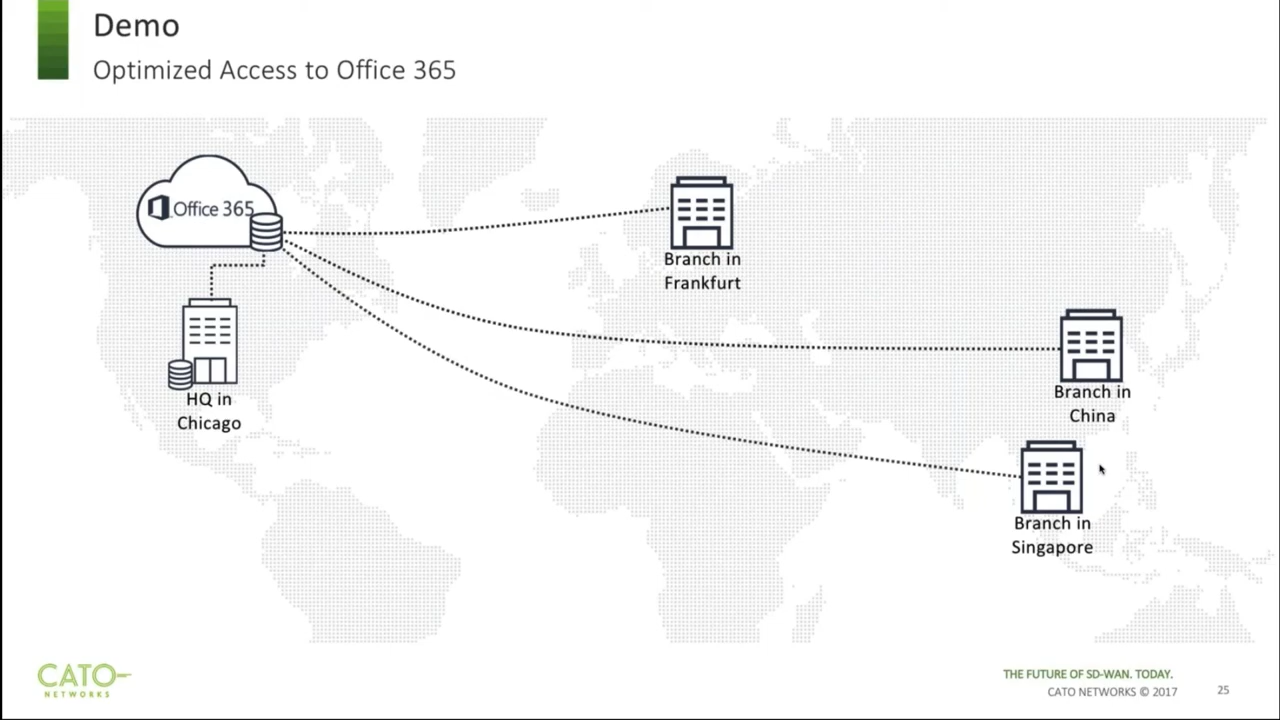 Demo
Optimized Access to Office 365
Office 365
Branch in
Frankfurt
HQ in
Chicago
Branch in
China
Branch in
Singapore
CATO
NETWORKS
THE FUTURE OF SD-WAN. TODAY.
CATO NETWORKS © 2017
25